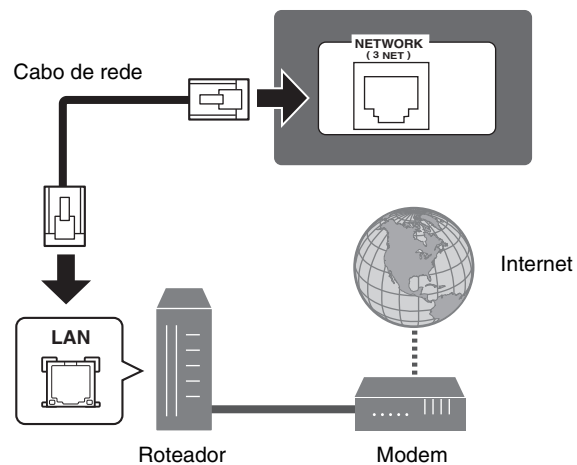 NETWORK
( 3 NET )
Cabo de rede
Internet
LAN
Roteador
Modem